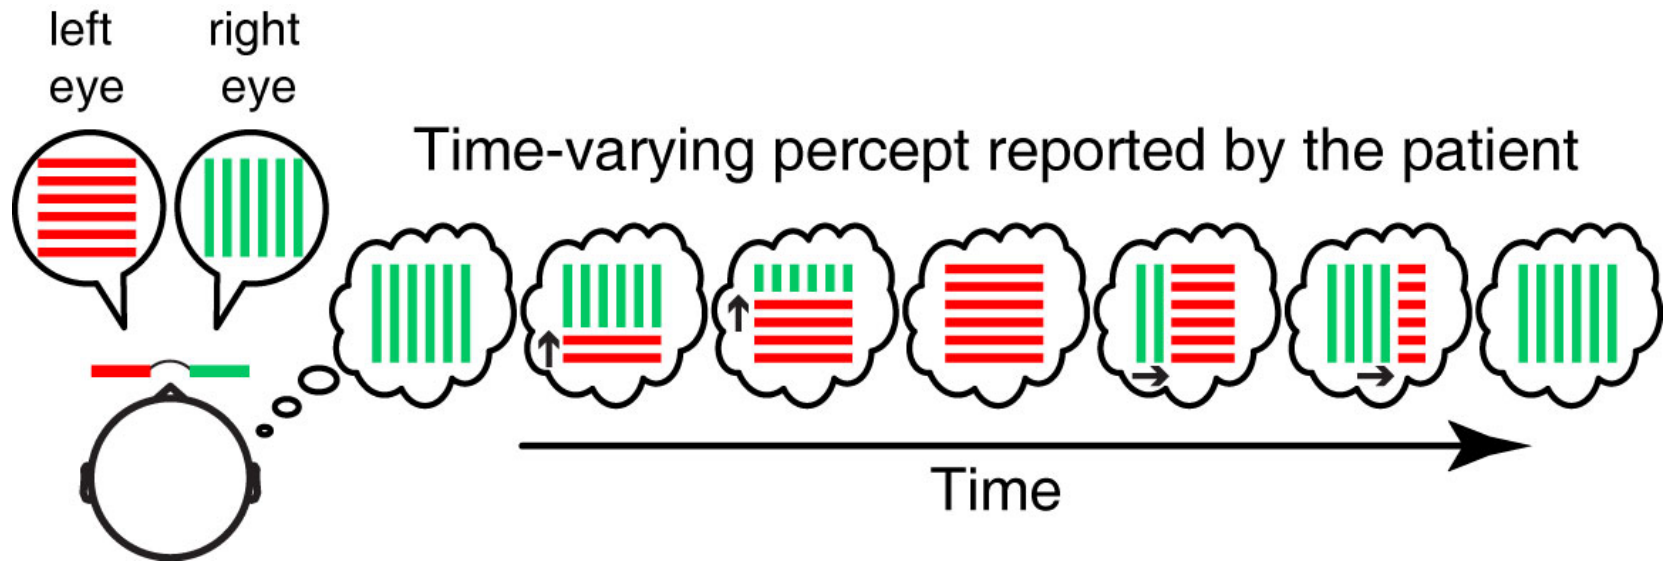 left
eye
right
eye
Time-varying percept reported by the patient
Time